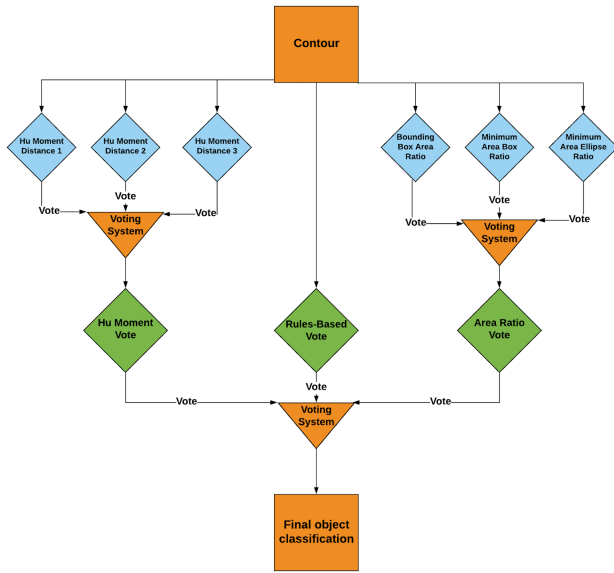 Contour
Hu Moment
Distance 1
Hu Moment
Distance 2
Hu Moment
Distance 3
Bounding
Box Area
Ratio
Minimum
Area Box
Ratio
Minimum
Area Ellipse
Ratio
Vote
Vote
Vote
Vote
Vote
Vote
Voting
System
Voting
System
Hu Moment
Vote
Rules-Based
Vote
Area Ratio
Vote
Vote
Vote
Vote
Voting
System
Final object
classification